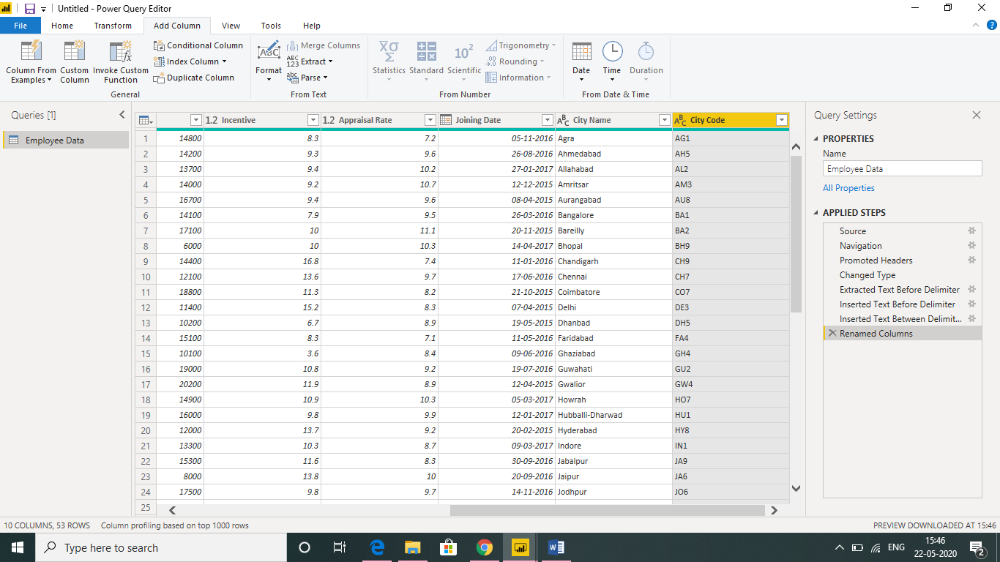 Untitled - Power Query Editor
File Home Transform Add Column View Tools Help
Column From Examples
Custom Column
Invoke Custom Function
Conditional Column
Index Column
Duplicate Column
General
ABC
Format
Merge Columns
ABC 123 Extract
abc Parse
From Text
XΟ Σ
Statistics
Standard
10² Scientific
Trigonometry
.00 Rounding
Information
From Number
Date
Time
Duration
From Date & Time
Queries [1]
Employee Data
1.2 Incentive 1.2 Appraisal Rate Joining Date ABC City Name ABC City Code
1 14800 8.3 7.2 05-11-2016 Agra AG1
2 14200 9.3 9.6 26-08-2016 Ahmedabad AH5
3 13700 9.4 10.2 27-01-2017 Allahabad AL2
4 14000 9.2 10.7 12-12-2015 Amritsar AM3
5 16700 9.4 9.6 08-04-2015 Aurangabad AU8
6 14100 7.9 9.5 26-03-2016 Bangalore BA1
7 17100 10 11.1 20-11-2015 Bareilly BA2
8 6000 10 10.3 14-04-2017 Bhopal BH9
9 14400 16.8 7.4 11-01-2016 Chandigarh CH9
10 12100 13.6 9.7 17-06-2016 Chennai CH7
11 18800 11.3 8.2 21-10-2015 Coimbatore CO7
12 11400 15.2 8.3 07-04-2015 Delhi DE3
13 10200 6.7 8.9 19-05-2015 Dhanbad DH5
14 15100 8.3 7.1 11-05-2016 Faridabad FA4
15 10100 3.6 8.4 09-06-2016 Ghaziabad GH4
16 19000 10.8 9.2 19-07-2016 Guwahati GU2
17 20200 11.9 8.9 12-04-2015 Gwalior GW4
18 14900 10.9 10.3 05-03-2017 Howrah HO7
19 16000 9.8 9.9 12-01-2017 Hubballi-Dharwad HU1
20 12000 13.7 9.2 20-02-2015 Hyderabad HY8
21 13300 10.3 8.7 09-03-2017 Indore IN1
22 15300 11.6 8.3 30-09-2016 Jabalpur JA9
23 8000 13.8 10 20-09-2016 Jaipur JA6
24 17500 9.8 9.7 14-11-2016 Jodhpur JO6
25
Query Settings
PROPERTIES
Name
Employee Data
All Properties
APPLIED STEPS
Source
Navigation
Promoted Headers
Changed Type
Extracted Text Before Delimiter
Inserted Text Before Delimiter
Inserted Text Between Delimit...
Renamed Columns
10 COLUMNS, 53 ROWS Column profiling based on top 1000 rows
PREVIEW DOWNLOADED AT 15:46
Type here to search
ENG
15:46
22-05-2020
2